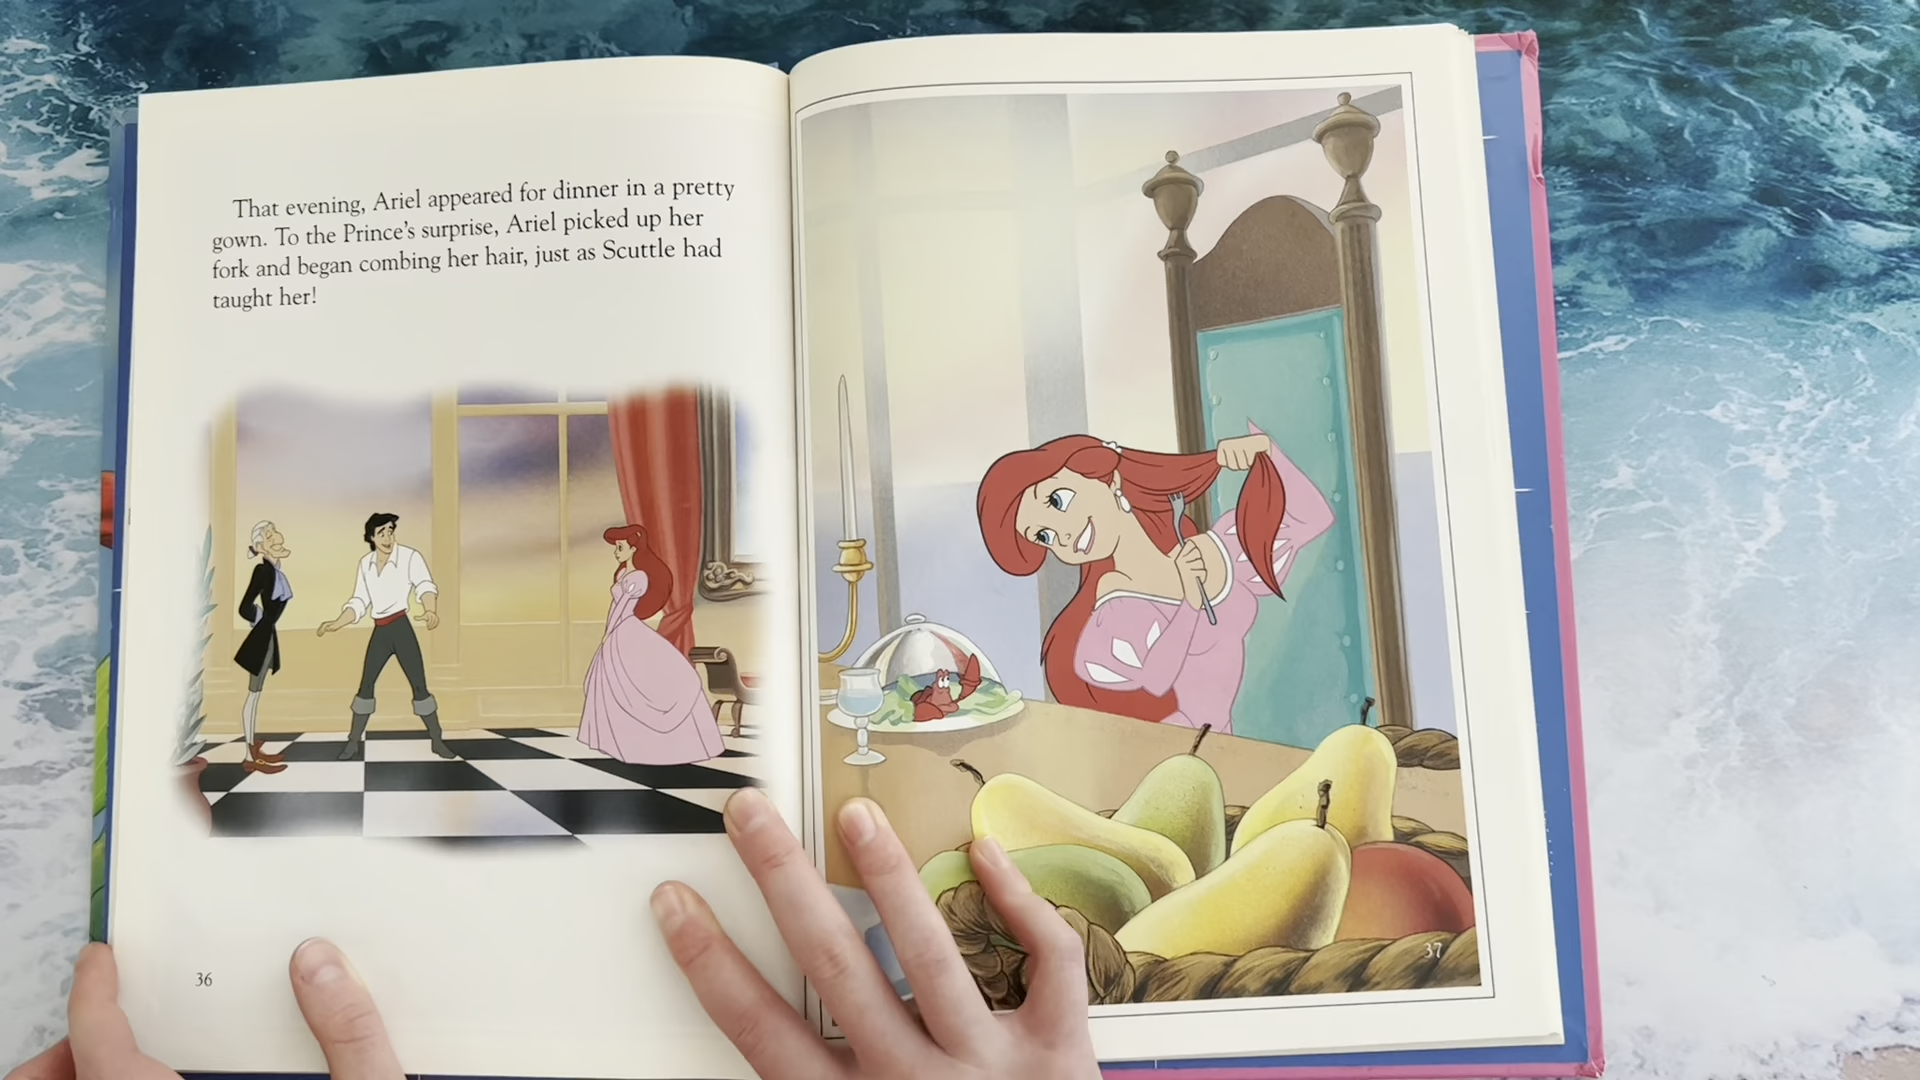 That evening, Ariel appeared for dinner in a pretty
gown. To the Prince's surprise, Ariel picked up her
fork and began combing her hair, just as Scuttle had
taught her!
36
37